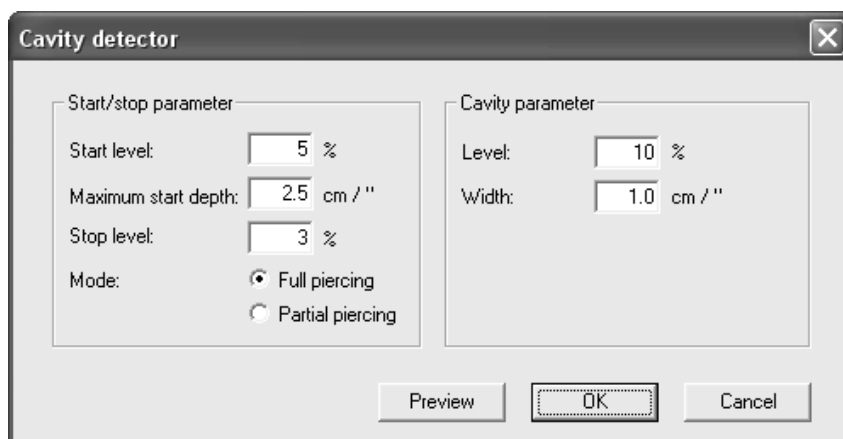 Cavity detector
Start/stop parameter
Start level: 5 %
Maximum start depth: 2.5 cm / "
Stop level: 3 %
Mode: Full piercing
Partial piercing
Cavity parameter
Level: 10 %
Width: 1.0 cm / "
Preview OK Cancel